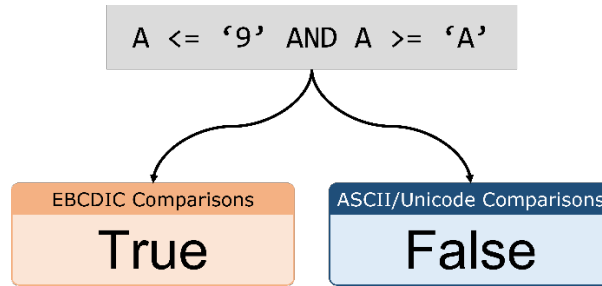 A <= ‘9’ AND A >= ‘A’
EBCDIC Comparisons
True
ASCII/Unicode Comparisons
False